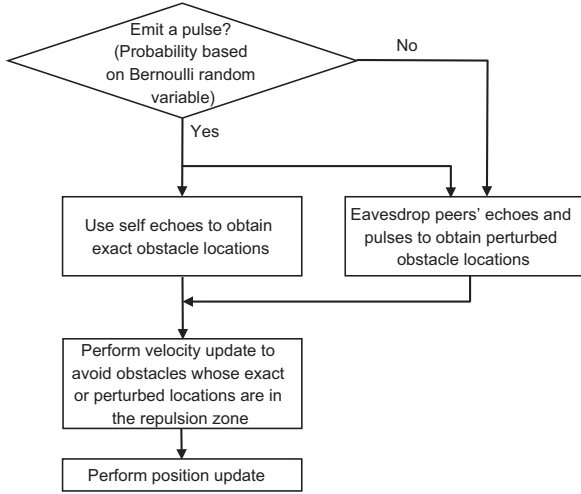 Emit a pulse?
(Probability based
on Bernoulli random
variable)
No
Yes
Use self echoes to obtain
exact obstacle locations
Eavesdrop peers' echoes and
pulses to obtain perturbed
obstacle locations
Perform velocity update to
avoid obstacles whose exact
or perturbed locations are in
the repulsion zone
Perform position update